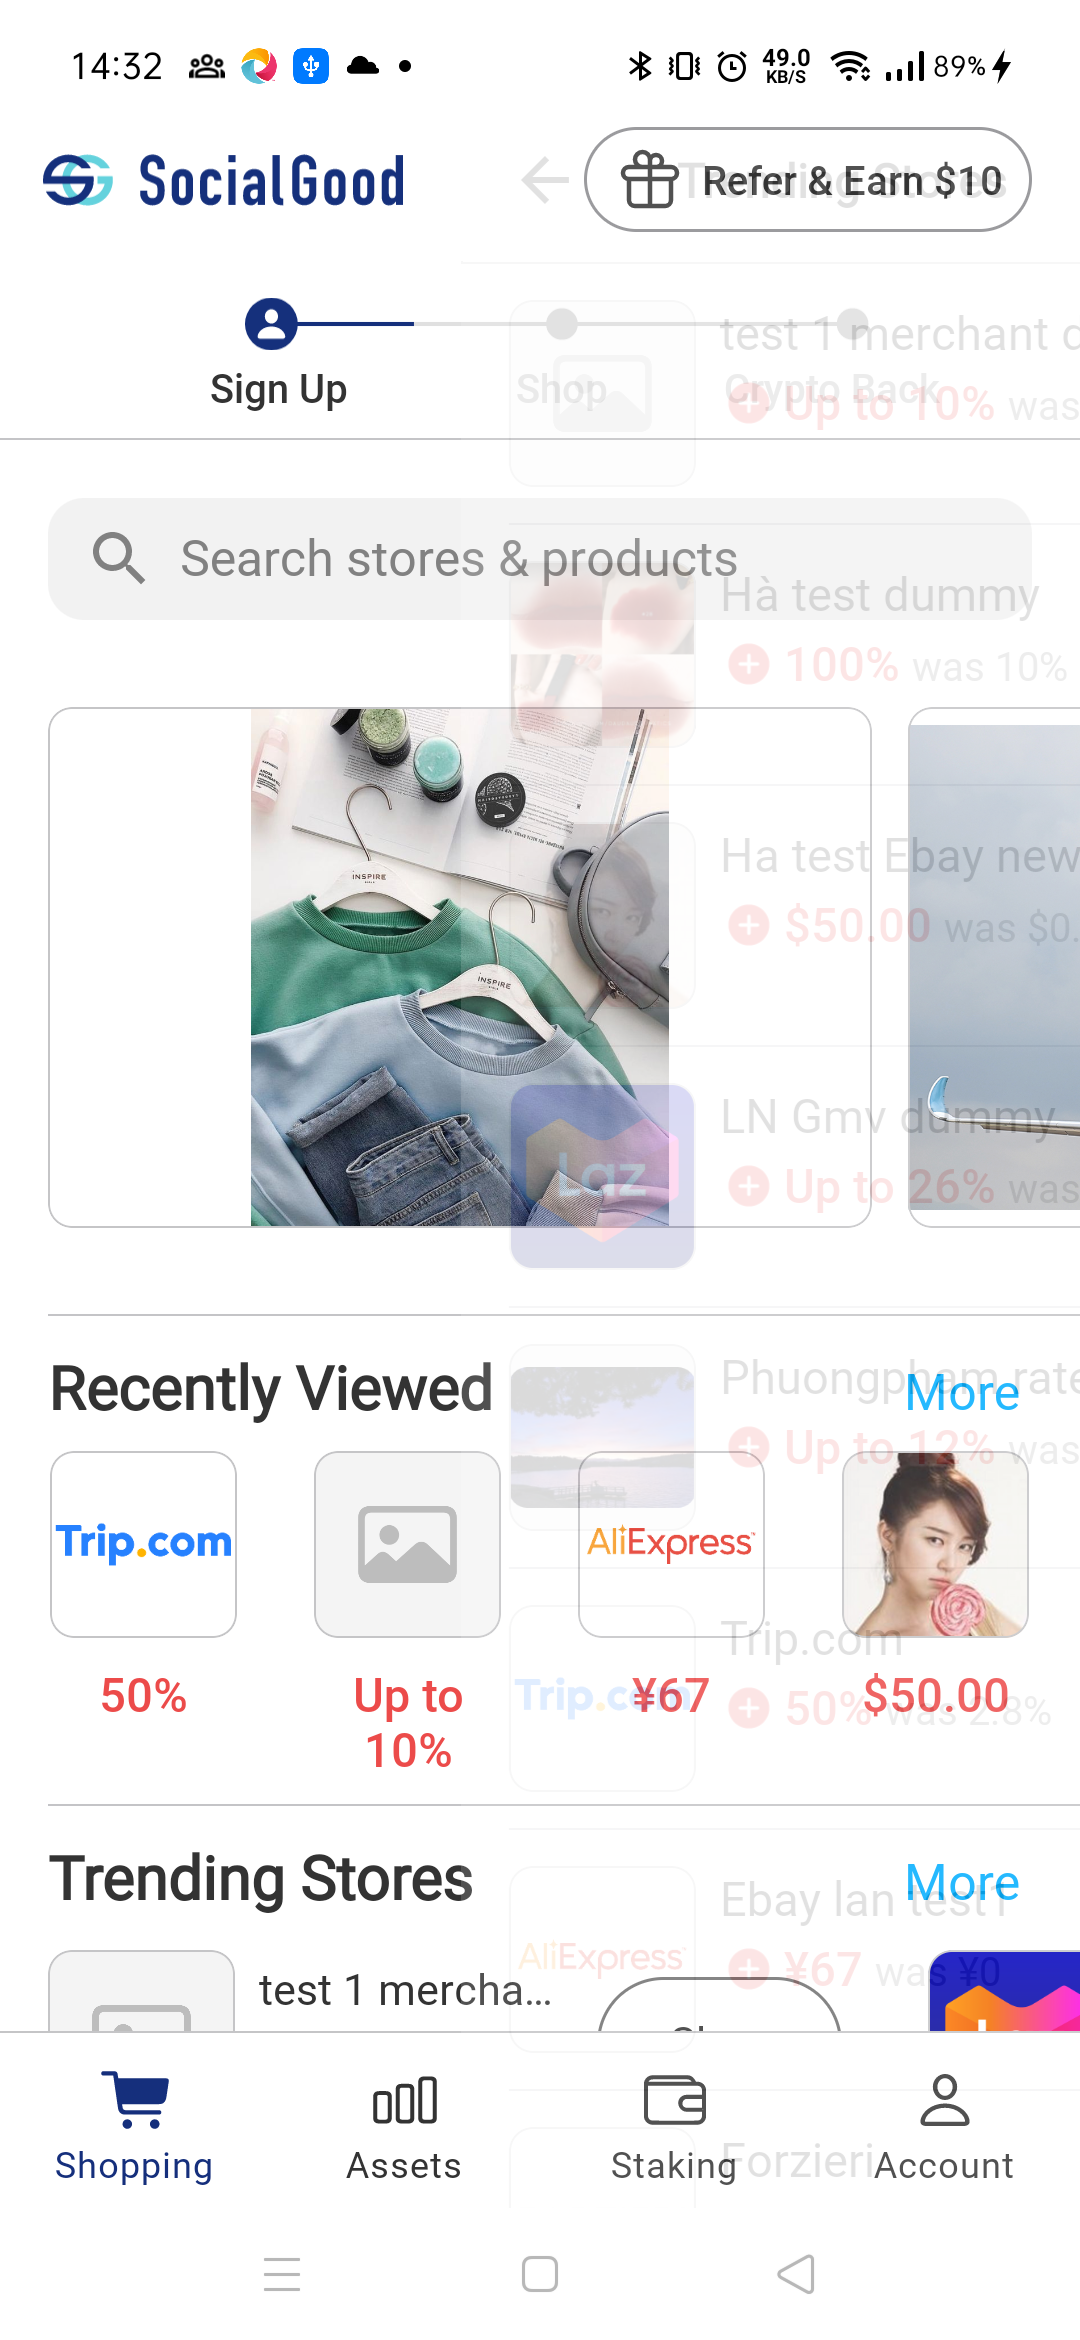 14:32
49.0
KB/S
89%
SocialGood
Refer & Earn $10
Trending Stores
Sign Up
Shop
Crypto Back
test 1 merchant d
Up to 10% was
Search stores & products
Hà test dummy
100% was 10%
INSPIRE
INSPIRE
Ha test Ebay new
$50.00 was $0.
Laz
LN Gmv dummy
Up to 26% was
Recently Viewed
More
Phuongpham rate
Up to 12% was
Trip.com
AliExpress
Trip.com
50%
Up to
10%
¥67
$50.00
Trip.com
50% was 2.8%
Trending Stores
More
Ebay lan test1
AliExpress
¥67 was ¥0
test 1 mercha...
Shopping
Assets
Staking
Account
Forzieri